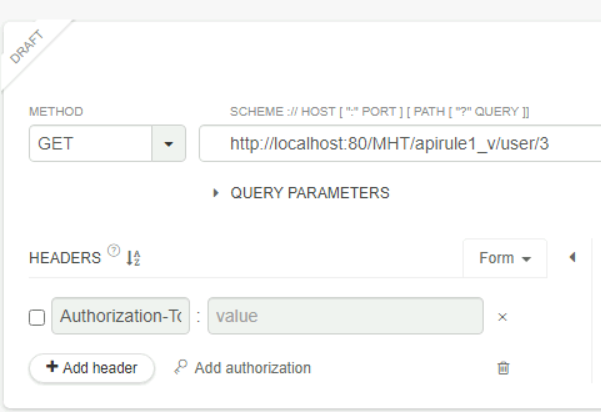 DRAFT
METHOD
SCHEME :// HOST [ ":" PORT ] [ PATH [ "?" QUERY ]]
GET
http://localhost:80/MHT/apirule1_v/user/3
QUERY PARAMETERS
HEADERS ? A Z
Form
Authorization-To : value ×
+ Add header Add authorization